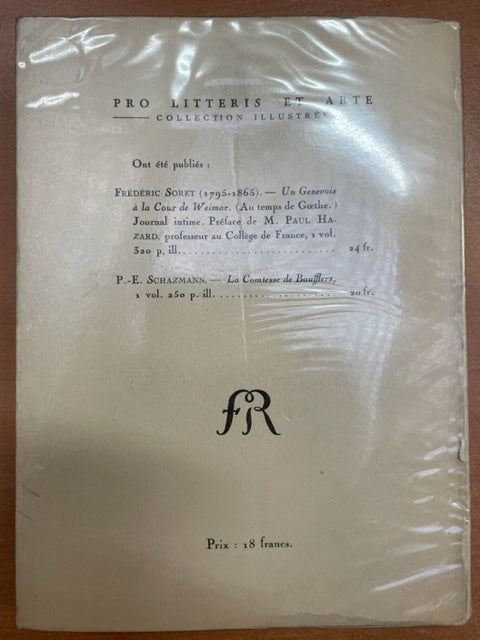 PRO LITTERIS ET ARTE
COLLECTION ILLUSTRÉE
Ont été publiés :
FRÉDÉRIC SORET (1795-1865). — Un Genevois
à la Cour de Weimar. (Au temps de Gœthe.)
Journal intime. Préface de M. PAUL HA-
ZARD, professeur au Collège de France, 1 vol.
320 p. ill. 24 fr.
P.-E. SCHAZMANN. — La Comtesse de Boufflers,
1 vol. 250 p. ill. 20 fr.
FR
Prix : 18 francs.